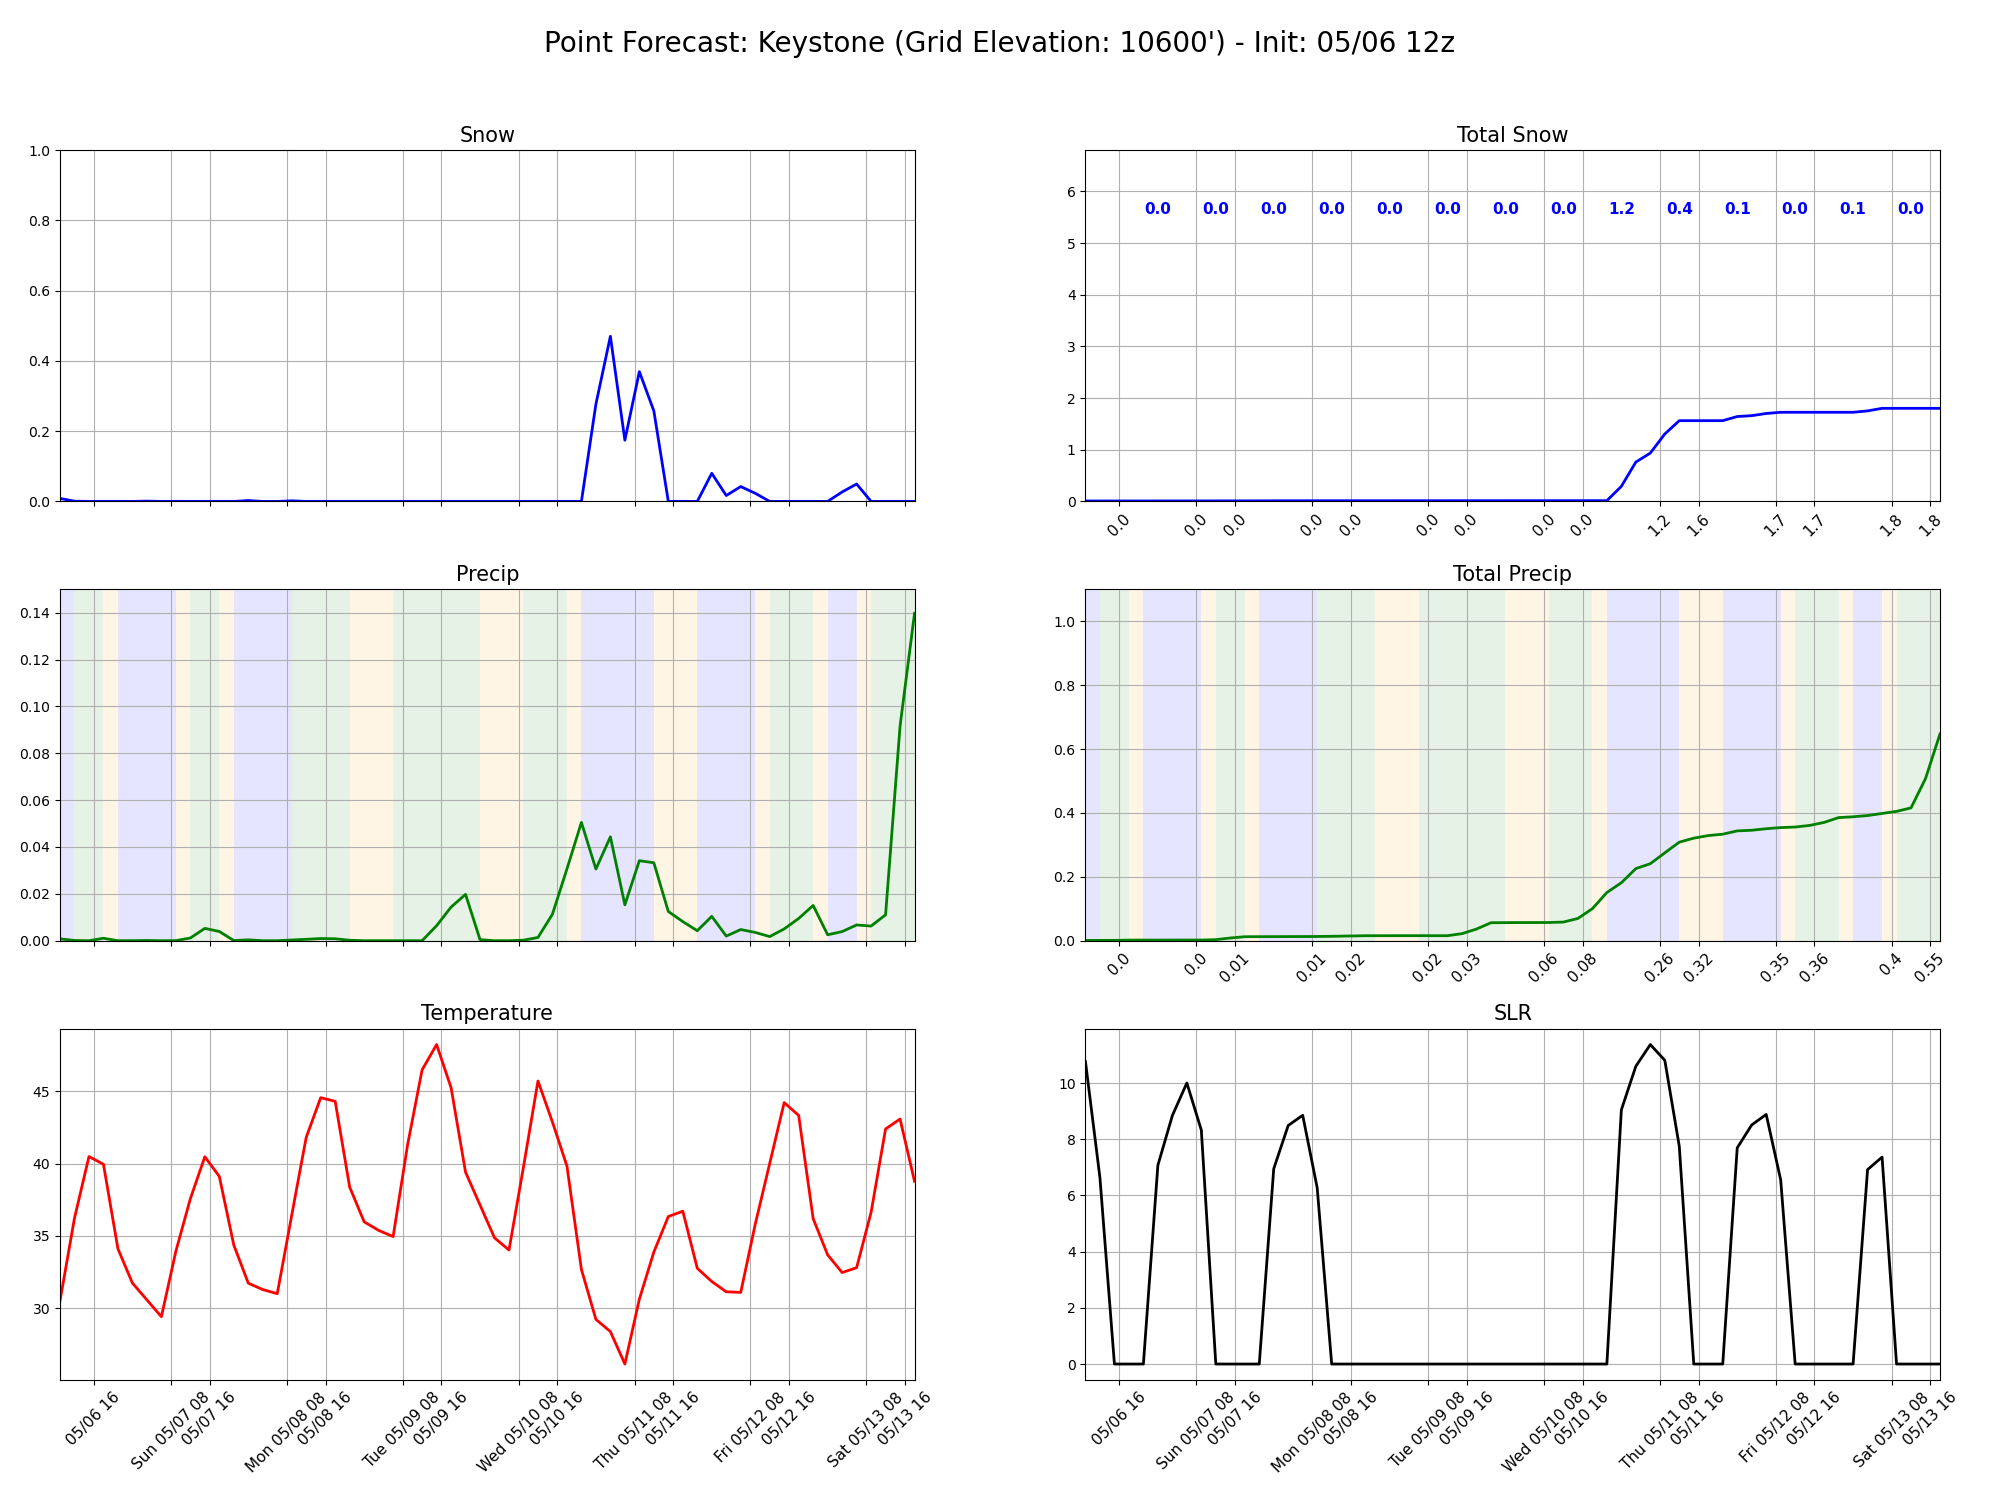 Point Forecast: Keystone (Grid Elevation: 10600') - Init: 05/06 12z
Snow
1.0
0.8
0.6
0.4
0.2
0.0
Total Snow
6
5
4
3
2
1
0
0.0 0.0 0.0 0.0 0.0 0.0 0.0 0.0 1.2 0.4 0.1 0.0 0.1 0.0
0.0 0.0 0.0 0.0 0.0 0.0 0.0 0.0 0.0 1.2 1.6 1.7 1.7 1.8 1.8
Precip
0.14
0.12
0.10
0.08
0.06
0.04
0.02
0.00
Total Precip
1.0
0.8
0.6
0.4
0.2
0.0
0.0 0.0 0.01 0.01 0.02 0.02 0.03 0.06 0.08 0.26 0.32 0.35 0.36 0.4 0.55
Temperature
45
40
35
30
05/06 16
Sun 05/07 08
05/07 16
Mon 05/08 08
05/08 16
Tue 05/09 08
05/09 16
Wed 05/10 08
05/10 16
Thu 05/11 08
05/11 16
Fri 05/12 08
05/12 16
Sat 05/13 08
05/13 16
SLR
10
8
6
4
2
0
05/06 16
Sun 05/07 08
05/07 16
Mon 05/08 08
05/08 16
Tue 05/09 08
05/09 16
Wed 05/10 08
05/10 16
Thu 05/11 08
05/11 16
Fri 05/12 08
05/12 16
Sat 05/13 08
05/13 16